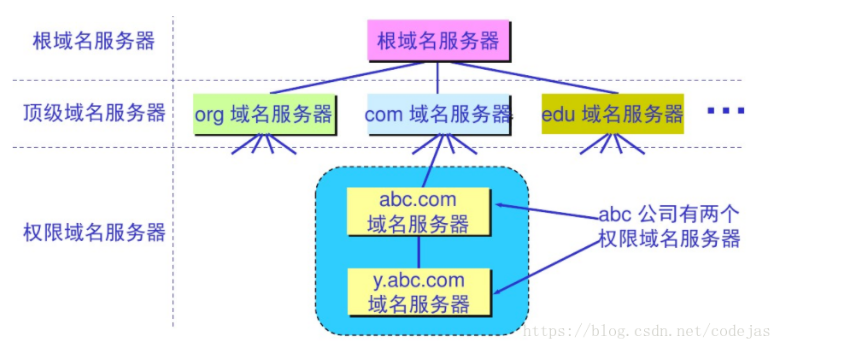 根域名服务器
根域名服务器
顶级域名服务器
org 域名服务器
com 域名服务器
edu 域名服务器
权限域名服务器
abc.com
域名服务器
abc 公司有两个
权限域名服务器
y.abc.com
域名服务器
https://blog.csdn.net/codejas